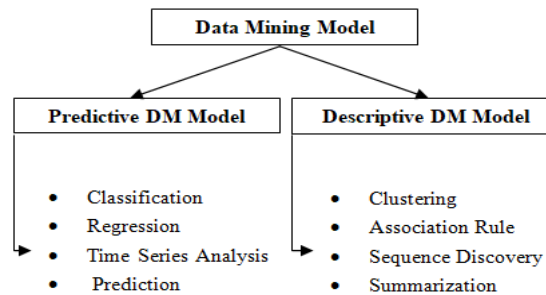 Data Mining Model
Predictive DM Model
Descriptive DM Model
• Classification
• Regression
• Time Series Analysis
• Prediction
• Clustering
• Association Rule
• Sequence Discovery
• Summarization